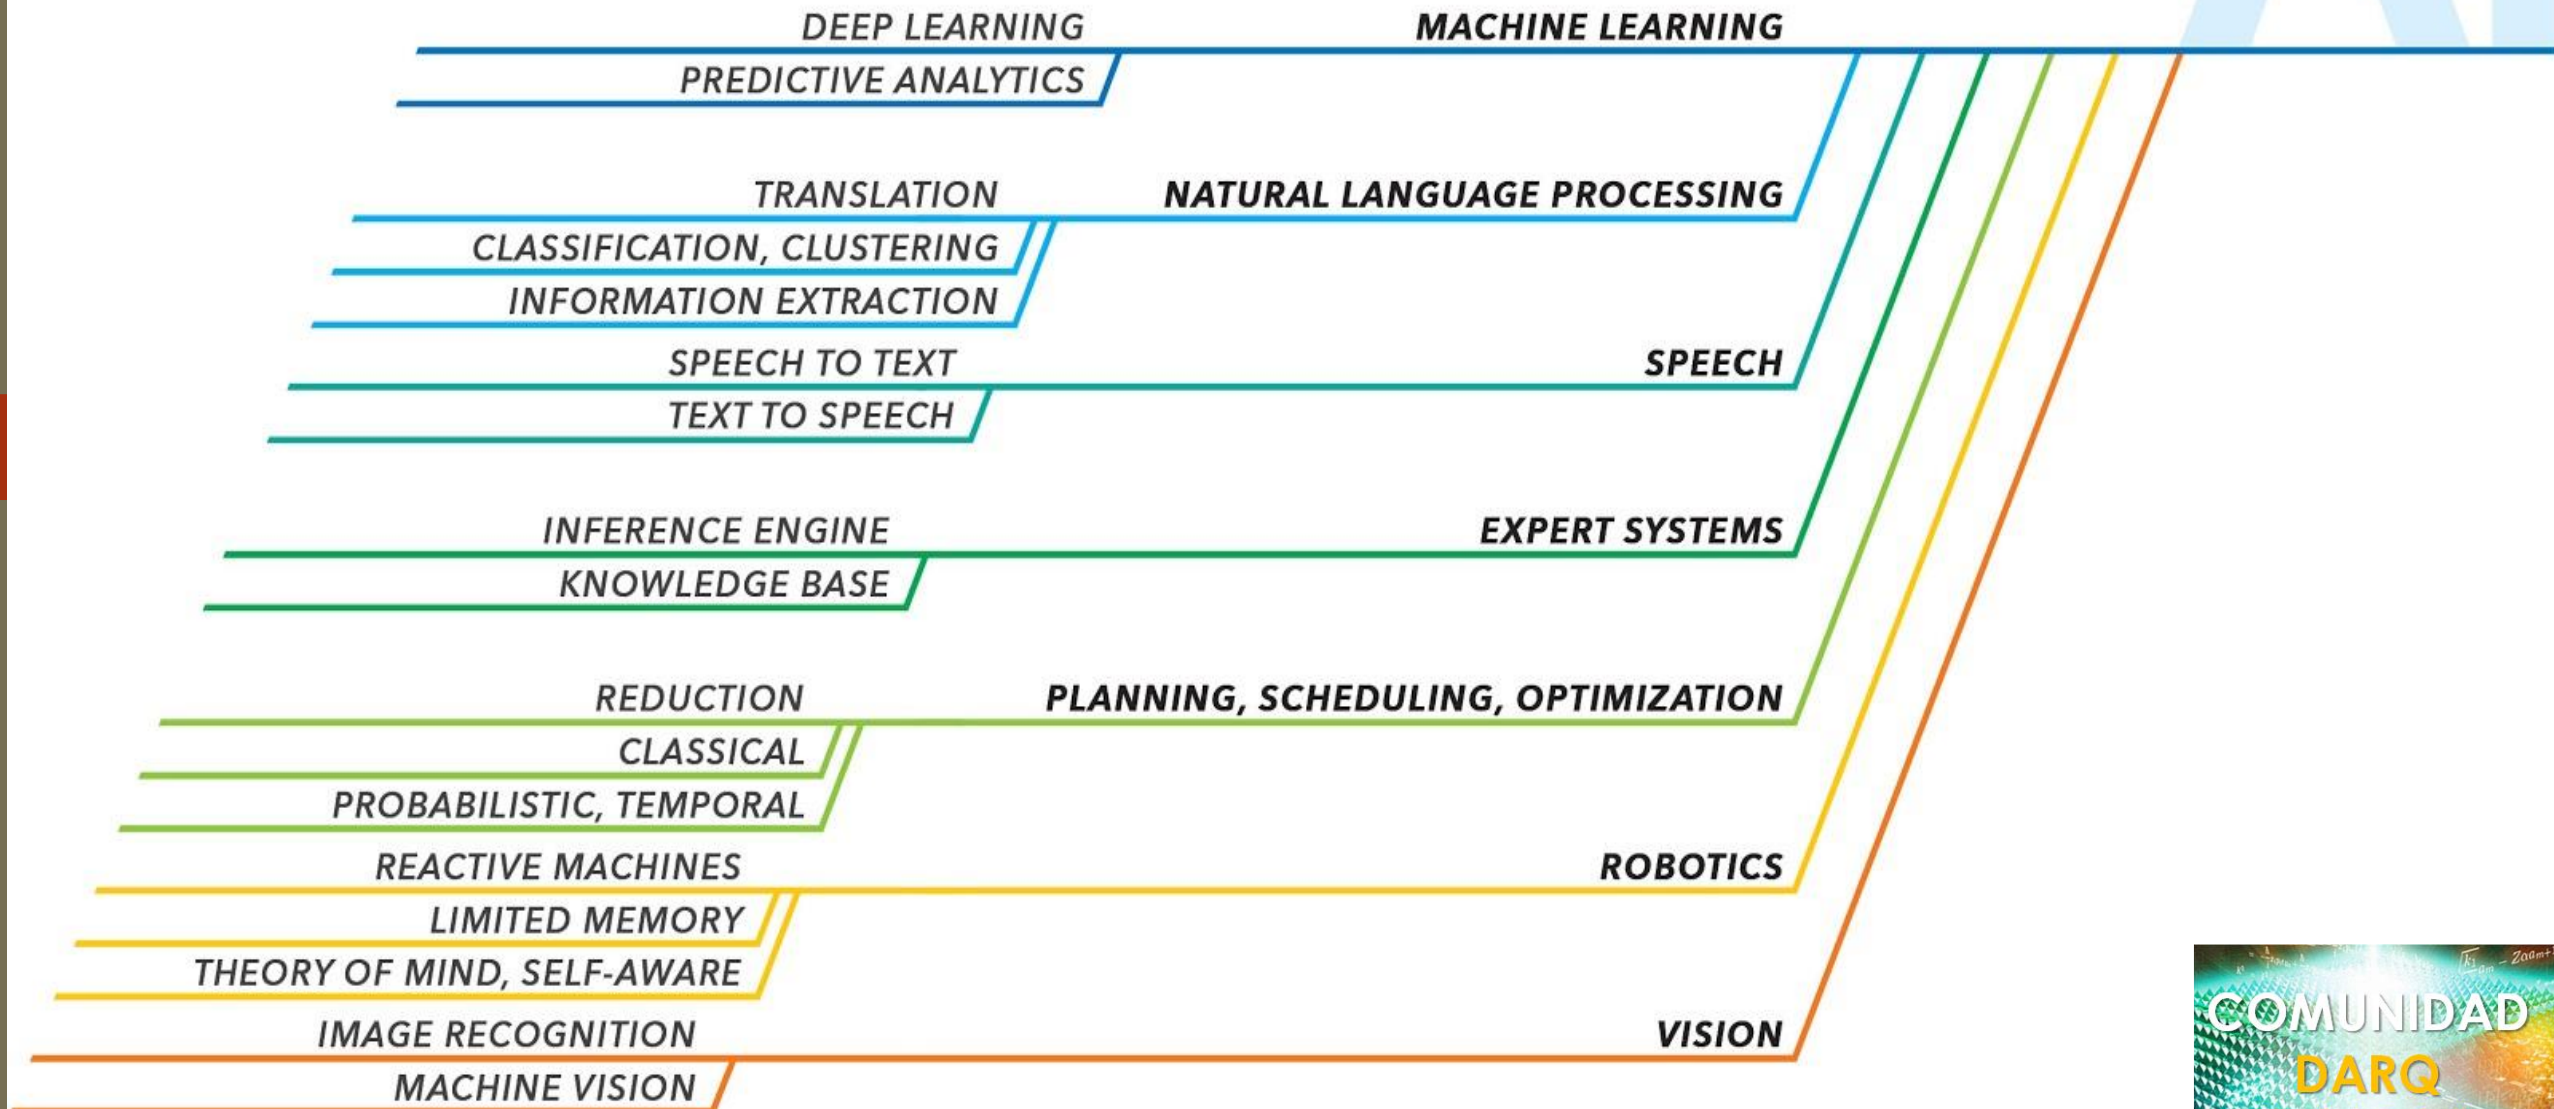 DEEP LEARNING MACHINE LEARNING
PREDICTIVE ANALYTICS
TRANSLATION NATURAL LANGUAGE PROCESSING
CLASSIFICATION, CLUSTERING
INFORMATION EXTRACTION
SPEECH TO TEXT SPEECH
TEXT TO SPEECH
INFERENCE ENGINE EXPERT SYSTEMS
KNOWLEDGE BASE
REDUCTION PLANNING, SCHEDULING, OPTIMIZATION
CLASSICAL
PROBABILISTIC, TEMPORAL
REACTIVE MACHINES ROBOTICS
LIMITED MEMORY
THEORY OF MIND, SELF-AWARE
IMAGE RECOGNITION VISION
MACHINE VISION
COMUNIDAD
DARQ